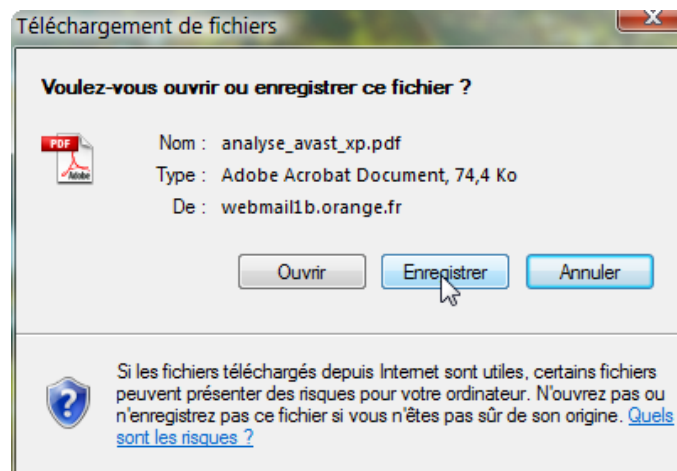 Téléchargement de fichiers
X
Voulez-vous ouvrir ou enregistrer ce fichier ?
PDF
Adobe
Nom : analyse_avast_xp.pdf
Type : Adobe Acrobat Document, 74,4 Ko
De : webmail1b.orange.fr
Ouvrir Enregistrer Annuler
Si les fichiers téléchargés depuis Internet sont utiles, certains fichiers
peuvent présenter des risques pour votre ordinateur. N'ouvrez pas ou
n'enregistrez pas ce fichier si vous n'êtes pas sûr de son origine. Quels
sont les risques ?